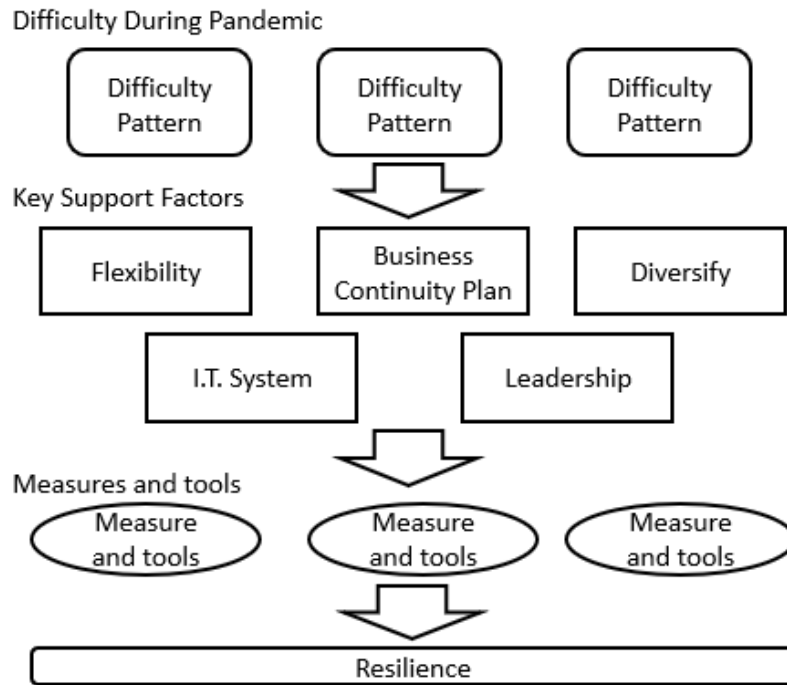 Difficulty During Pandemic
Difficulty
Pattern
Difficulty
Pattern
Difficulty
Pattern
Key Support Factors
Flexibility
Business
Continuity Plan
Diversify
I.T. System
Leadership
Measures and tools
Measure
and tools
Measure
and tools
Measure
and tools
Resilience